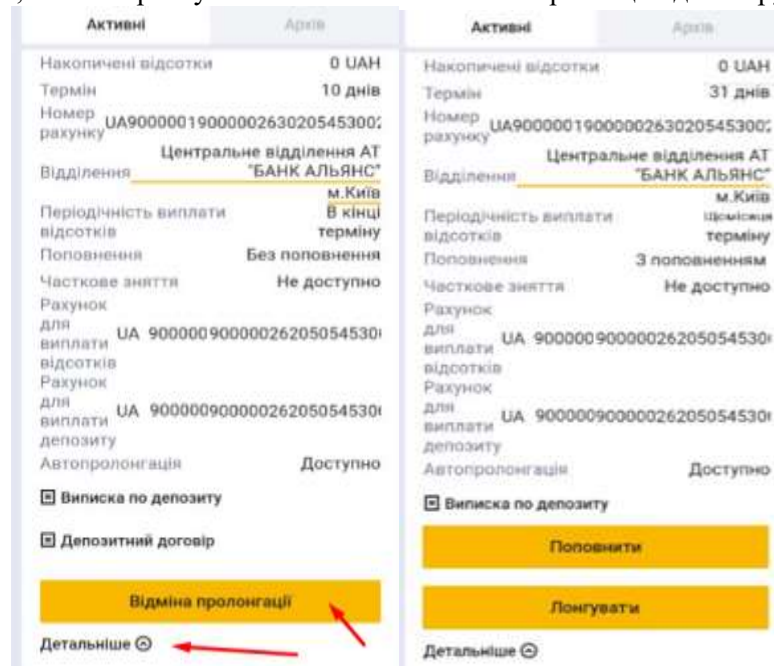 Активні
Архів
Накопичені відсотки 0 UAH
Термін 10 днів
Номер рахунку UA90000019000002630205453002
Центральне відділення АТ
Відділення "БАНК АЛЬЯНС"
м.Київ
Періодичність виплати В кінці
відсотків терміну
Поповнення Без поповнення
Часткове зняття Не доступно
Рахунок
для
виплати UA 90000090000026205054530
відсотків
Рахунок
для
виплати UA 90000090000026205054530
депозиту
Автопролонгація Доступно
Виписка по депозиту
Депозитний договір
Відміна пролонгації
Детальніше
Активні
Архів
Накопичені відсотки 0 UAH
Термін 31 днів
Номер рахунку UA90000019000002630205453002
Центральне відділення АТ
Відділення "БАНК АЛЬЯНС"
м.Київ
Періодичність виплати Щомісяця
відсотків терміну
Поповнення З поповненням
Часткове зняття Не доступно
Рахунок
для
виплати UA 90000090000026205054530
відсотків
Рахунок
для
виплати UA 90000090000026205054530
депозиту
Автопролонгація Доступно
Виписка по депозиту
Поповнити
Лонгувати
Детальніше